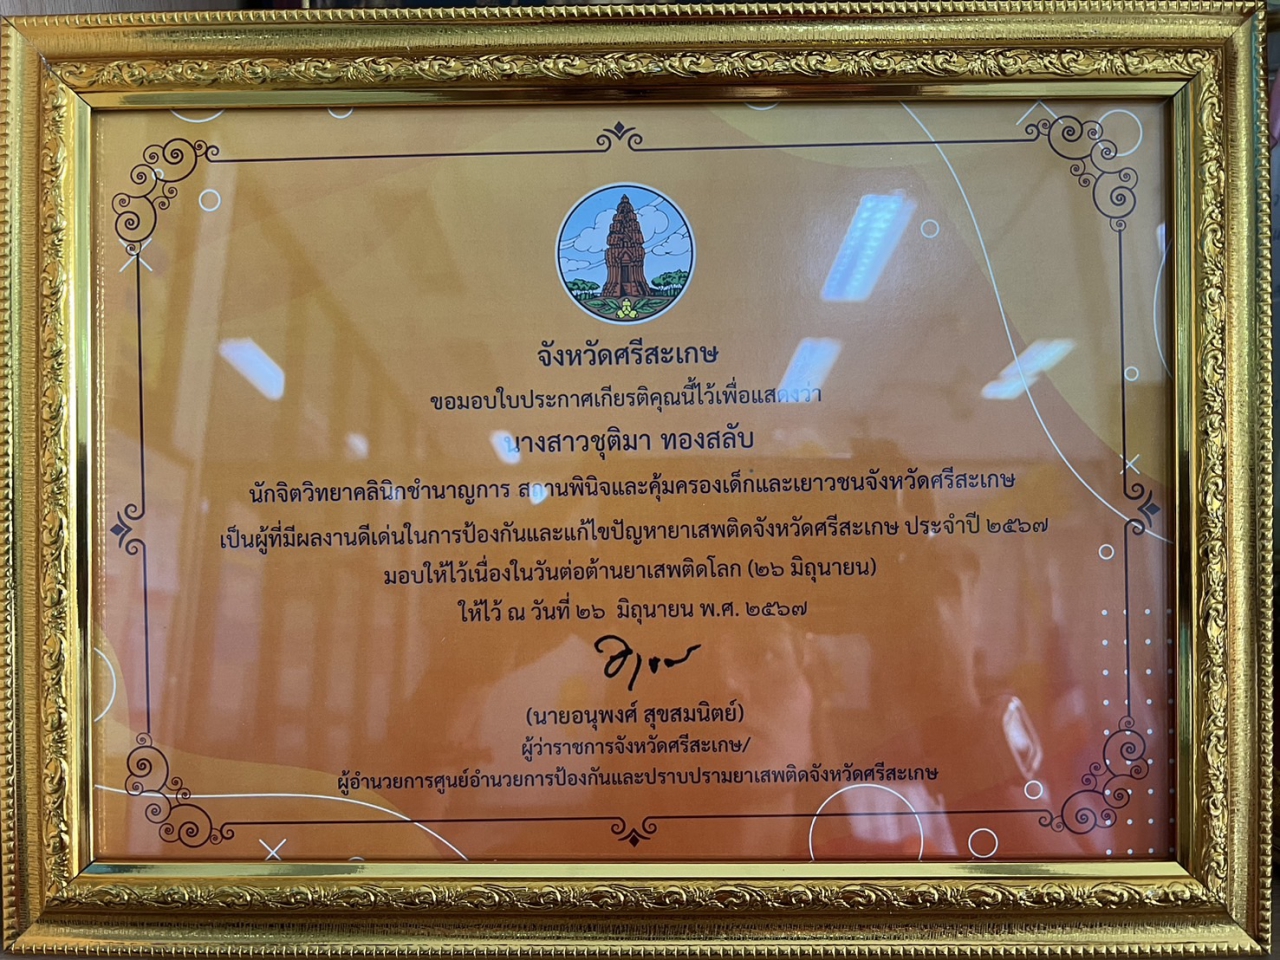 จังหวัดศรีสะเกษ
ขอมอบใบประกาศเกียรติคุณนี้ไว้เพื่อแสดงว่า
นางสาวชุติมา ทองสลับ
นักจิตวิทยาคลินิกชำนาญการ สถานพินิจและคุ้มครองเด็กและเยาวชนจังหวัดศรีสะเกษ
เป็นผู้ที่มีผลงานดีเด่นในการป้องกันและแก้ไขปัญหายาเสพติดจังหวัดศรีสะเกษ ประจำปี ๒๕๖๗
มอบให้ไว้เนื่องในวันต่อต้านยาเสพติดโลก (๒๖ มิถุนายน)
ให้ไว้ ณ วันที่ ๒๖ มิถุนายน พ.ศ. ๒๕๖๗
(นายอนุพงศ์ สุขสมนิตย์)
ผู้ว่าราชการจังหวัดศรีสะเกษ/
ผู้อำนวยการศูนย์อำนวยการป้องกันและปราบปรามยาเสพติดจังหวัดศรีสะเกษ